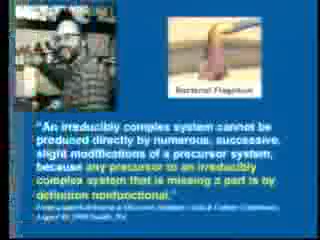 Bacterial Flagellum
"An irreducibly complex system cannot be
produced directly by numerous, successive,
slight modifications of a precursor system,
because any precursor to an irreducibly
complex system that is missing a part is by
definition nonfunctional."